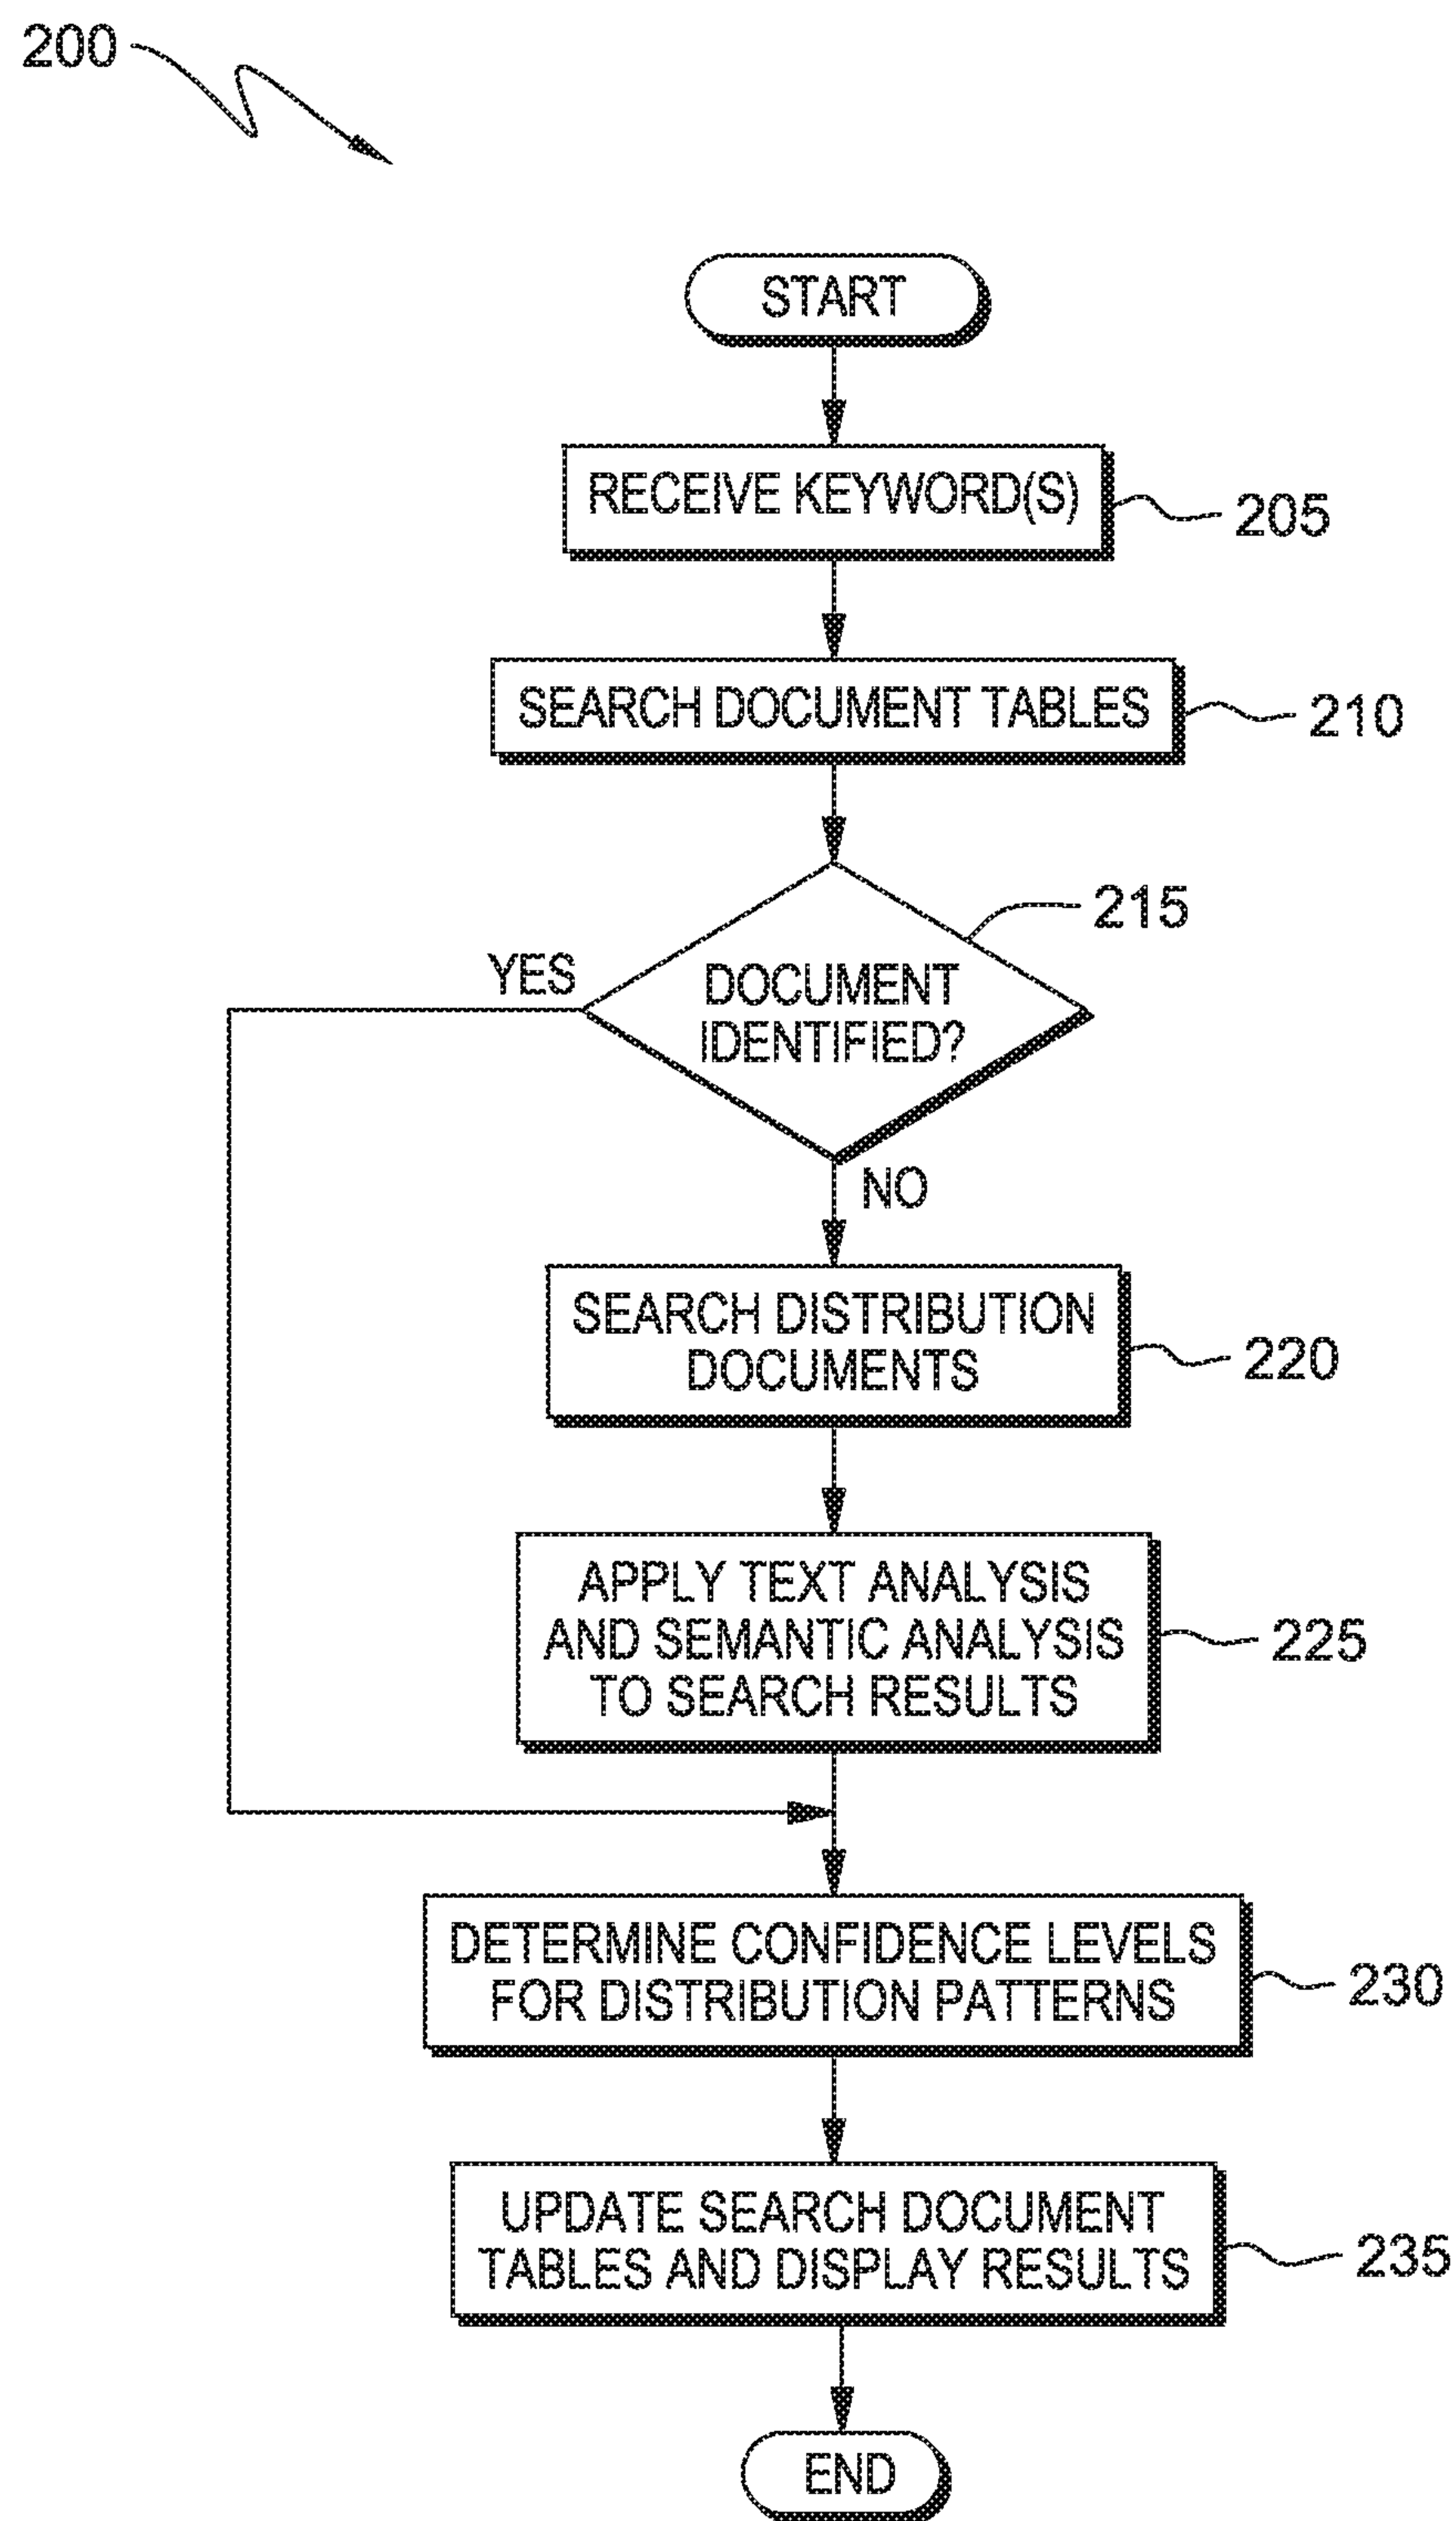 200
START
RECEIVE KEYWORD(S)
205
SEARCH DOCUMENT TABLES
210
215
YES
DOCUMENT
IDENTIFIED?
NO
SEARCH DISTRIBUTION
DOCUMENTS
220
APPLY TEXT ANALYSIS
AND SEMANTIC ANALYSIS
TO SEARCH RESULTS
225
DETERMINE CONFIDENCE LEVELS
FOR DISTRIBUTION PATTERNS
230
UPDATE SEARCH DOCUMENT
TABLES AND DISPLAY RESULTS
235
END